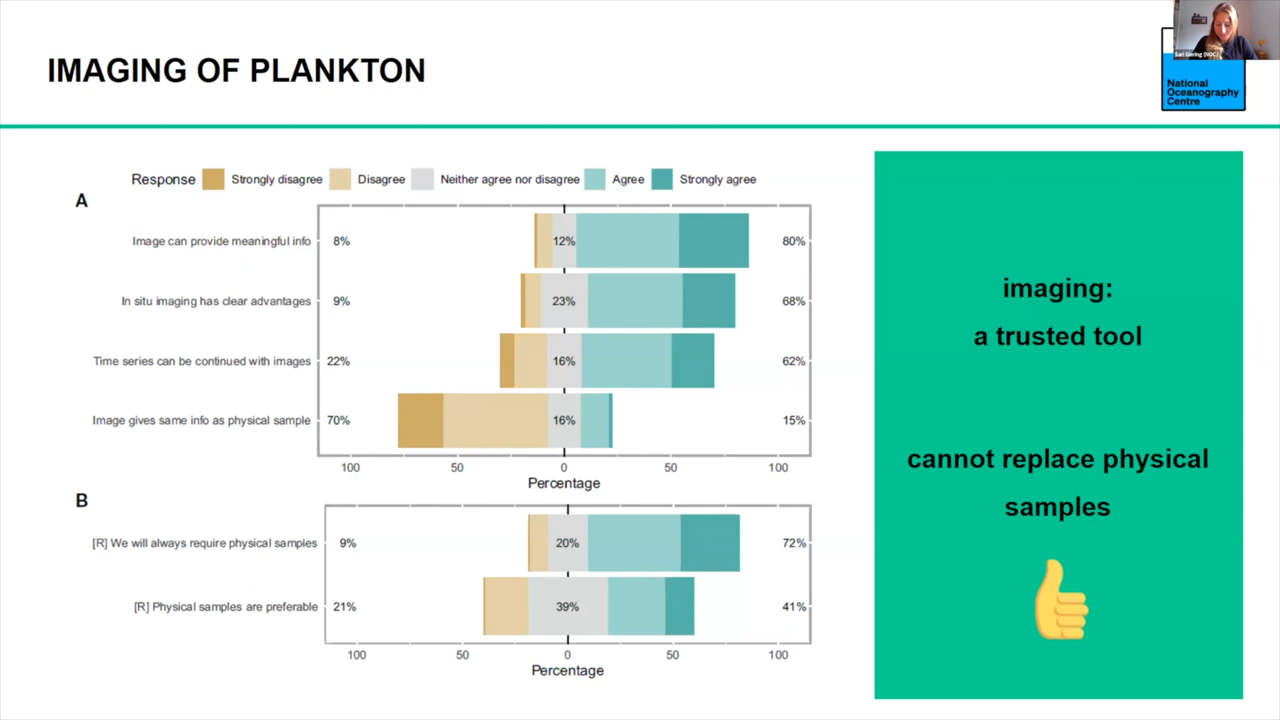 IMAGING OF PLANKTON
Sari Giering (NOC)
National
Oceanography
Centre
Response Strongly disagree Disagree Neither agree nor disagree Agree Strongly agree
A
Image can provide meaningful info 8% 12% 80%
In situ imaging has clear advantages 9% 23% 68%
Time series can be continued with images 22% 16% 62%
Image gives same info as physical sample 70% 16% 15%
100 50 0 50 100
Percentage
B
[R] We will always require physical samples 9% 20% 72%
[R] Physical samples are preferable 21% 39% 41%
100 50 0 50 100
Percentage
imaging:
a trusted tool
cannot replace physical
samples